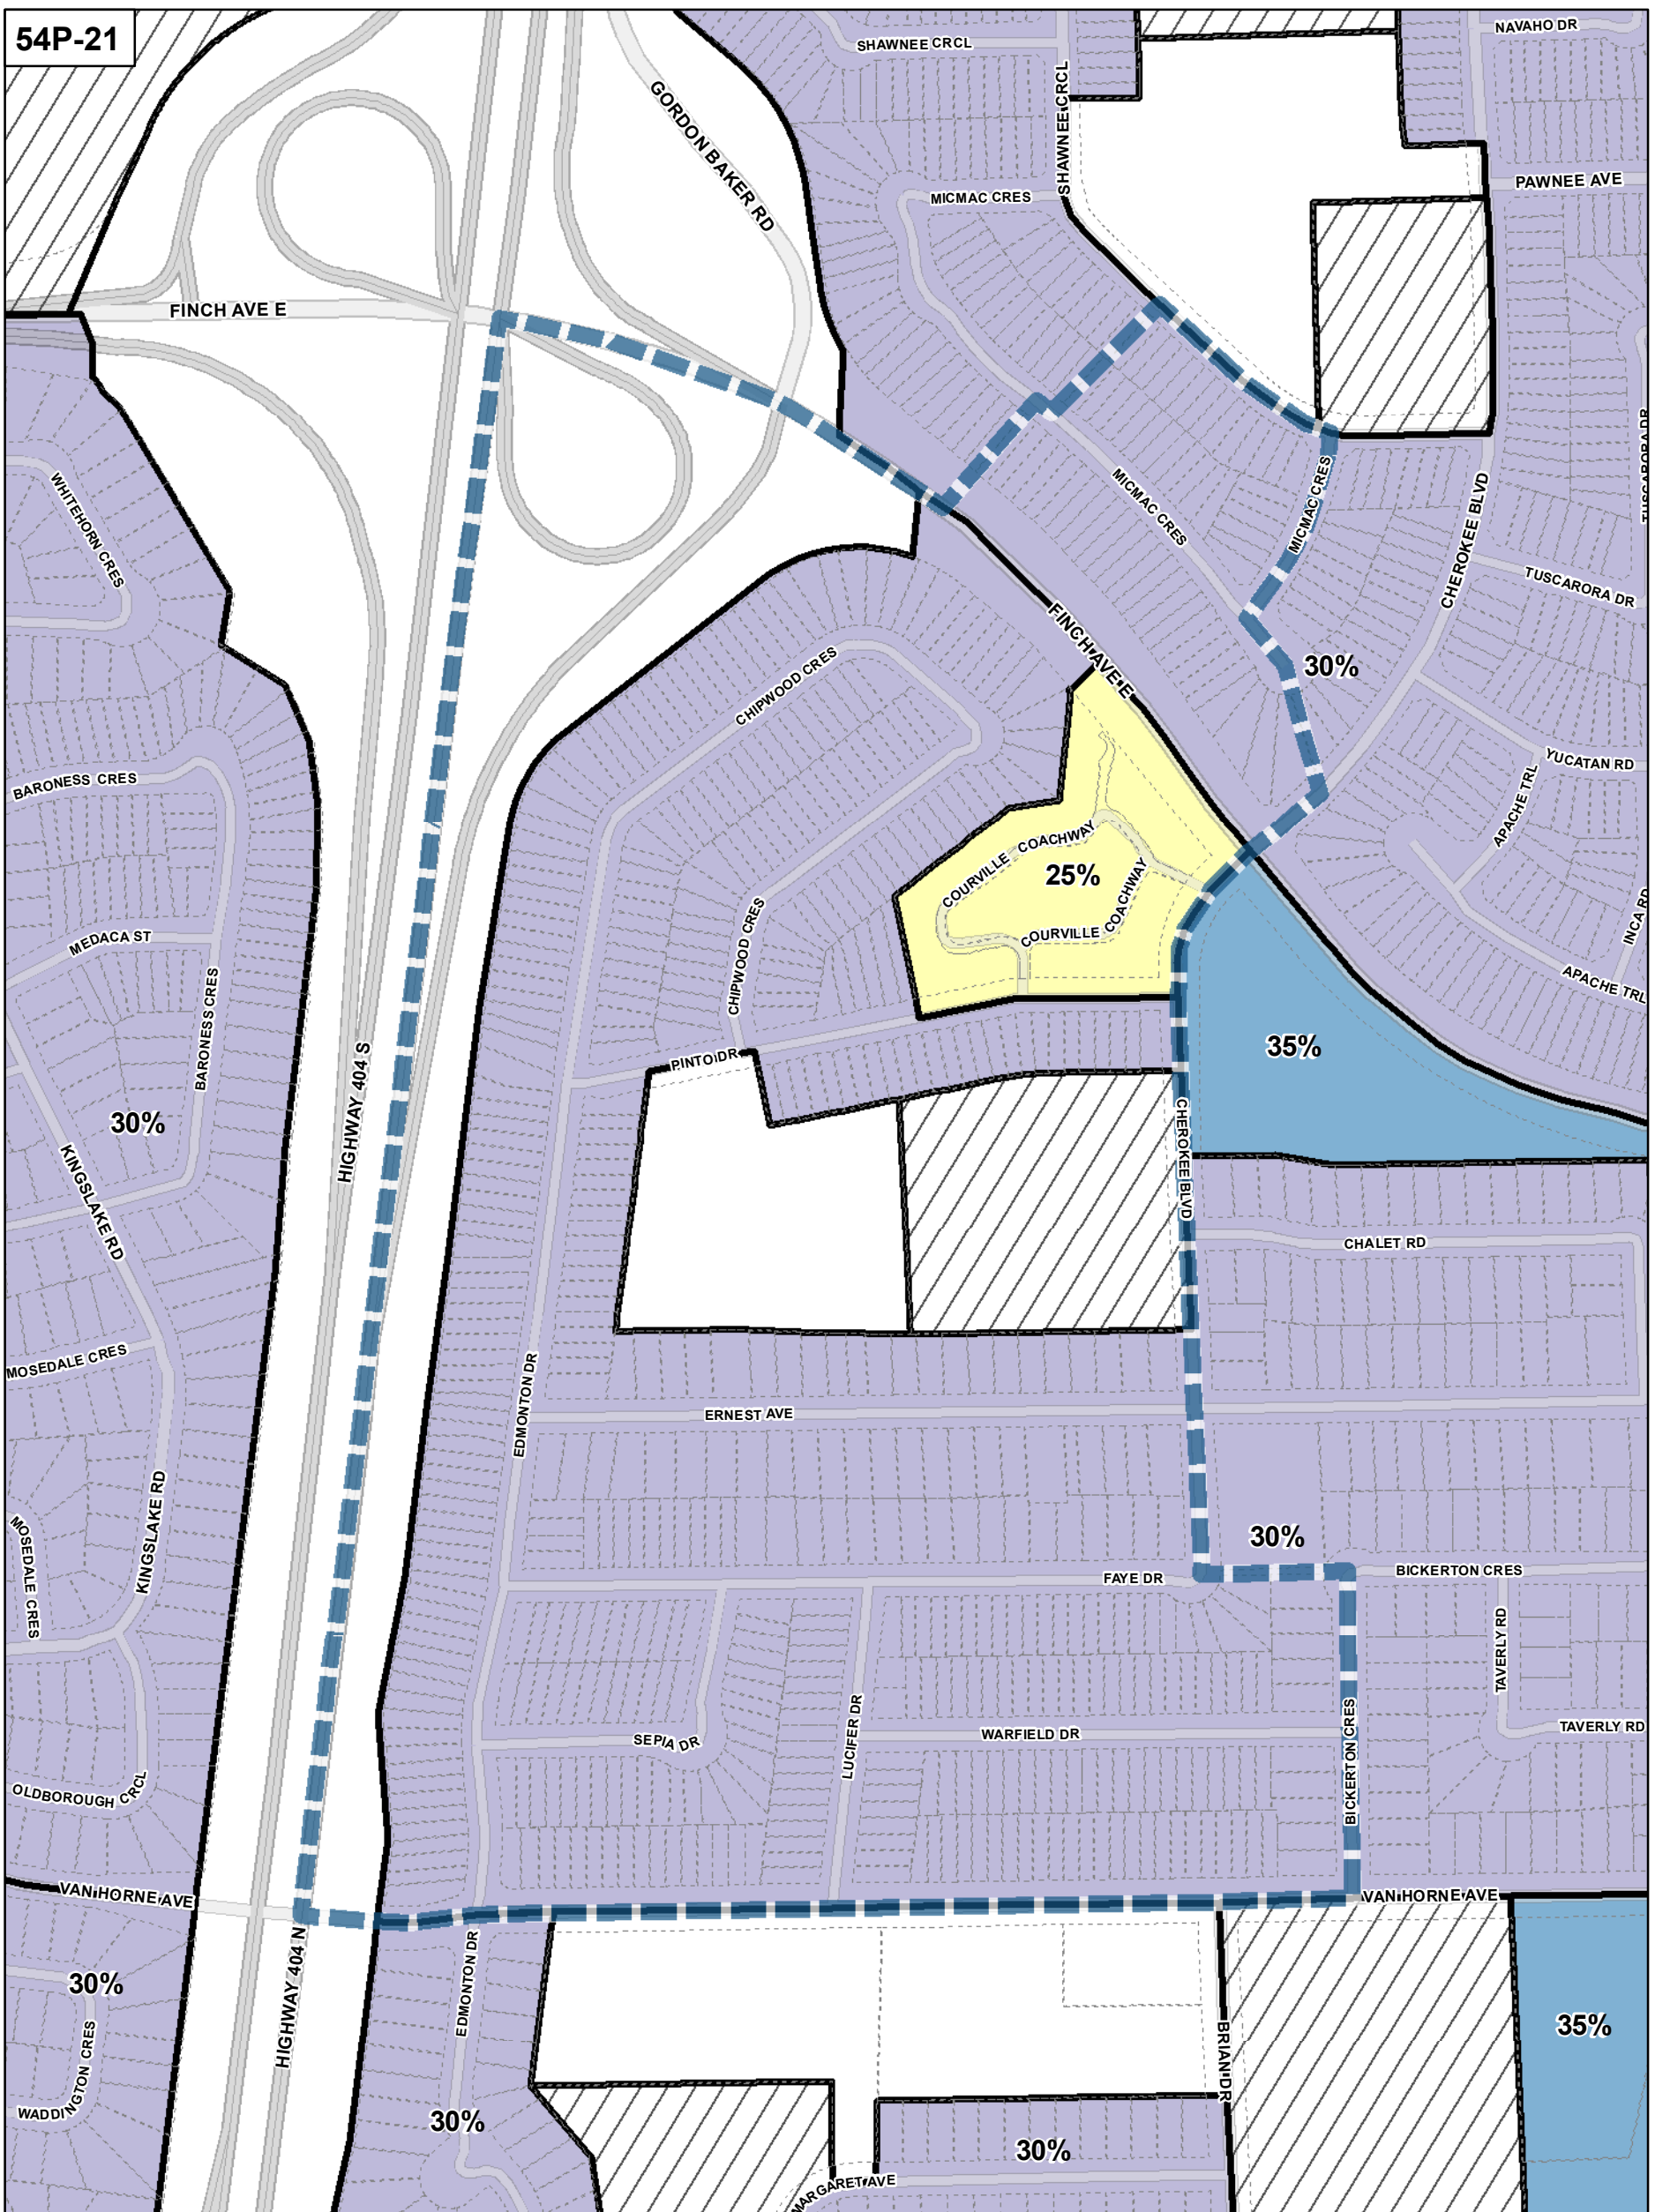 54P-21
NAVAHO DR
SHAWNEE CRCL
SHAWNEE CRCL
GORDON BAKER RD
PAWNEE AVE
MICMAC CRES
FINCH AVE E
TUSCARORA DR
WHITEHORN CRES
MICMAC CRES
MICMAC CRES
CHEROKEE BLVD
TUSCARORA DR
FINCH AVE E
30%
CHIPWOOD CRES
YUCATAN RD
BARONESS CRES
APACHE TRL
COURVILLE COACHWAY
25%
COURVILLE COACHWAY
INCA RD
MEDACA ST
CHIPWOOD CRES
APACHE TRL
BARONESS CRES
35%
PINTO DR
HIGHWAY 404 S
30%
CHEROKEE BLVD
KINGSLAKE RD
CHALET RD
MOSEDALE CRES
EDMONTON DR
ERNEST AVE
KINGSLAKE RD
30%
MOSEDALE CRES
FAYE DR
BICKERTON CRES
TAVERLY RD
SEPIA DR
LUCIFER DR
WARFIELD DR
TAVERLY RD
BICKERTON CRES
OLDBOROUGH CRCL
VAN HORNE AVE
VAN HORNE AVE
HIGHWAY 404 N
EDMONTON DR
30%
35%
WADDINGTON CRES
BRIAN DR
30%
30%
MARGARET AVE